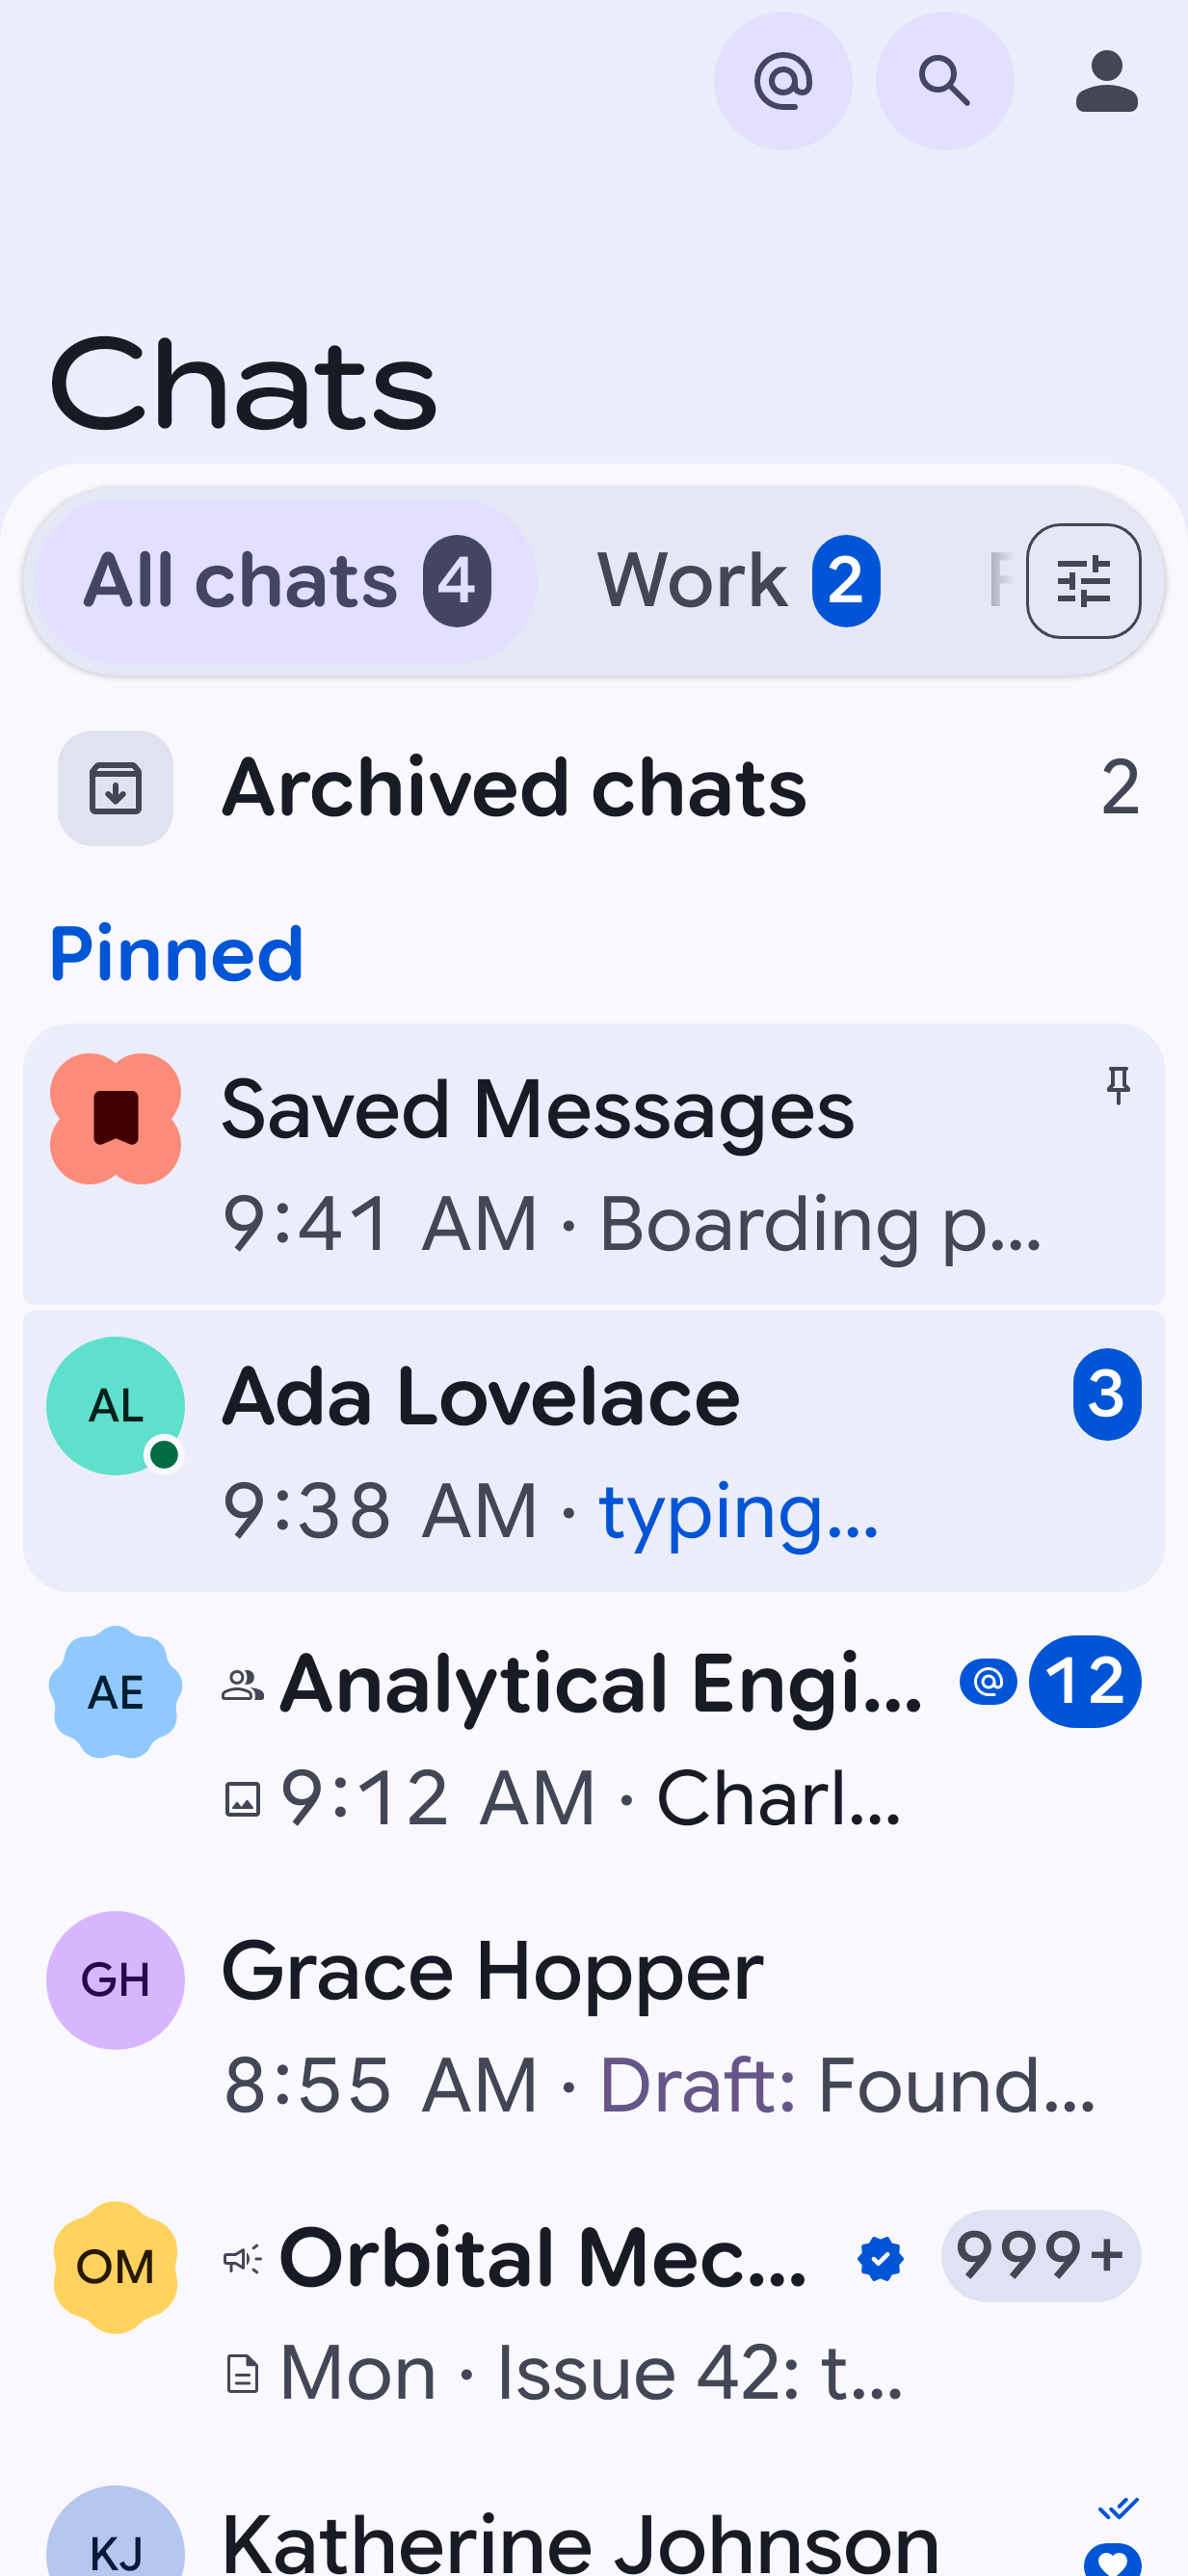 Chats
All chats 4 Work 2
Archived chats 2
Pinned
Saved Messages
9:41 AM · Boarding p...
AL Ada Lovelace 3
9:38 AM · typing...
AE Analytical Engi... @ 12
9:12 AM · Charl...
GH Grace Hopper
8:55 AM · Draft: Found...
OM Orbital Mec... 999+
Mon · Issue 42: t...
KJ Katherine Johnson